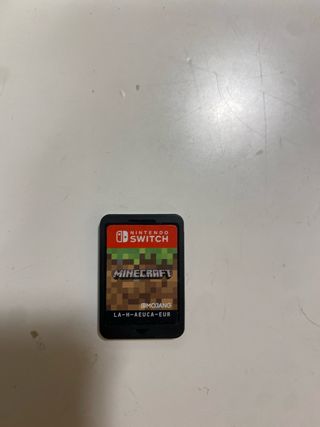 NINTENDO
SWITCH
MINECRAFT
@MOJANG
LA-H-AEUCA-EUR